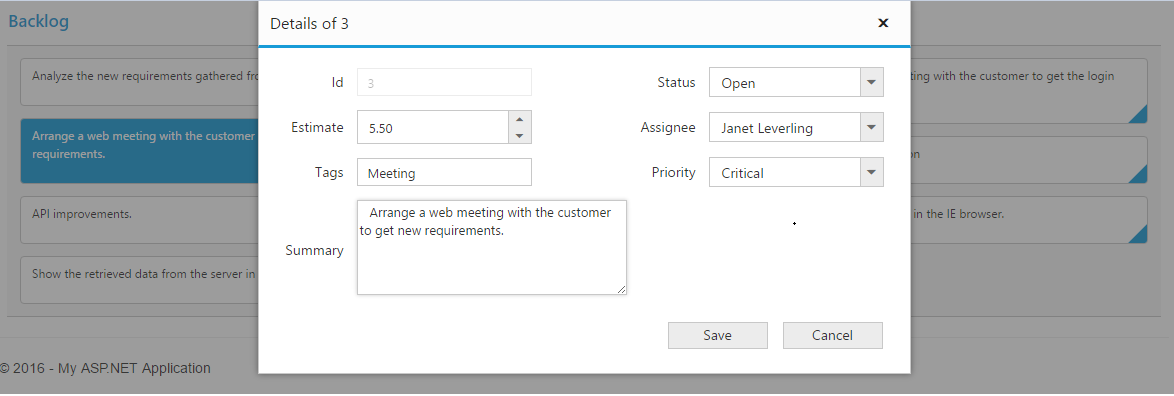 Backlog
Details of 3
Analyze the new requirements gathered
ting with the customer to get the login
Arrange a web meeting with the customer
requirements.
API improvements.
in the IE browser.
Show the retrieved data from the server in
Id
3
Status
Open
Estimate
5.50
Assignee
Janet Leverling
Tags
Meeting
Priority
Critical
Summary
Arrange a web meeting with the customer
to get new requirements.
Save
Cancel
© 2016 - My ASP.NET Application